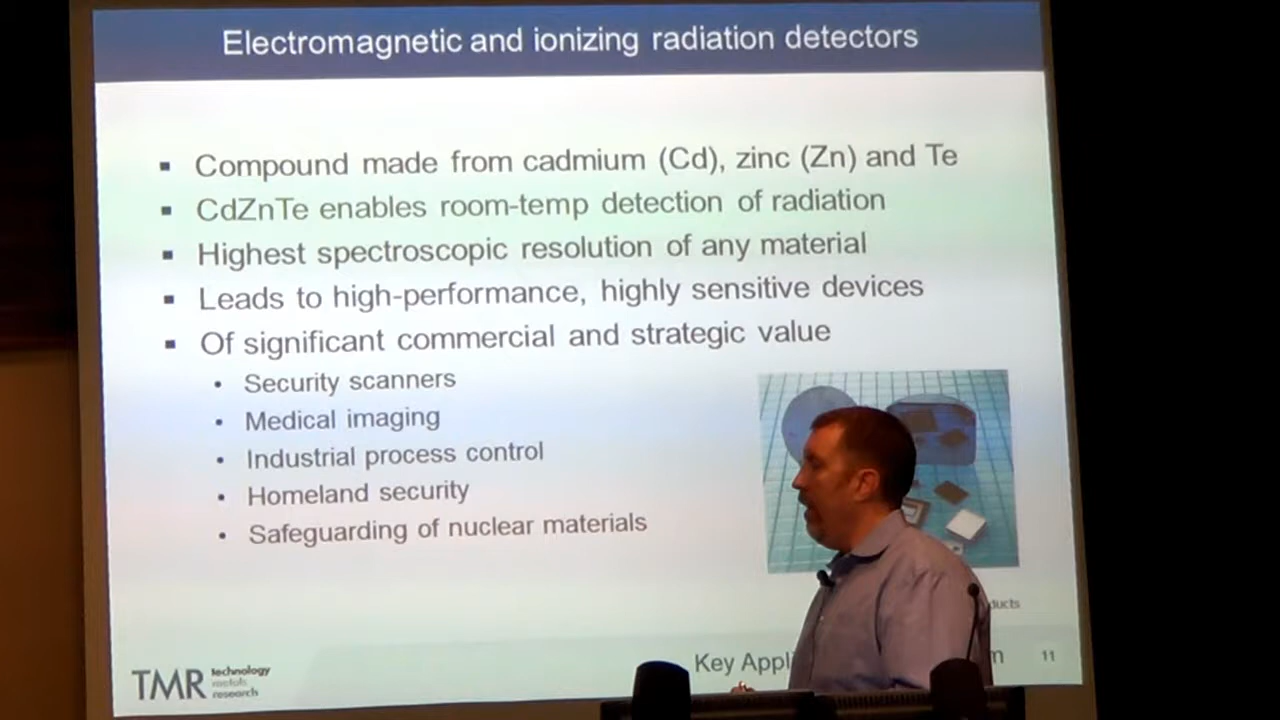 Electromagnetic and ionizing radiation detectors
▪ Compound made from cadmium (Cd), zinc (Zn) and Te
▪ CdZnTe enables room-temp detection of radiation
▪ Highest spectroscopic resolution of any material
▪ Leads to high-performance, highly sensitive devices
▪ Of significant commercial and strategic value
• Security scanners
• Medical imaging
• Industrial process control
• Homeland security
• Safeguarding of nuclear materials
TMR technology
metals
research
Key
11